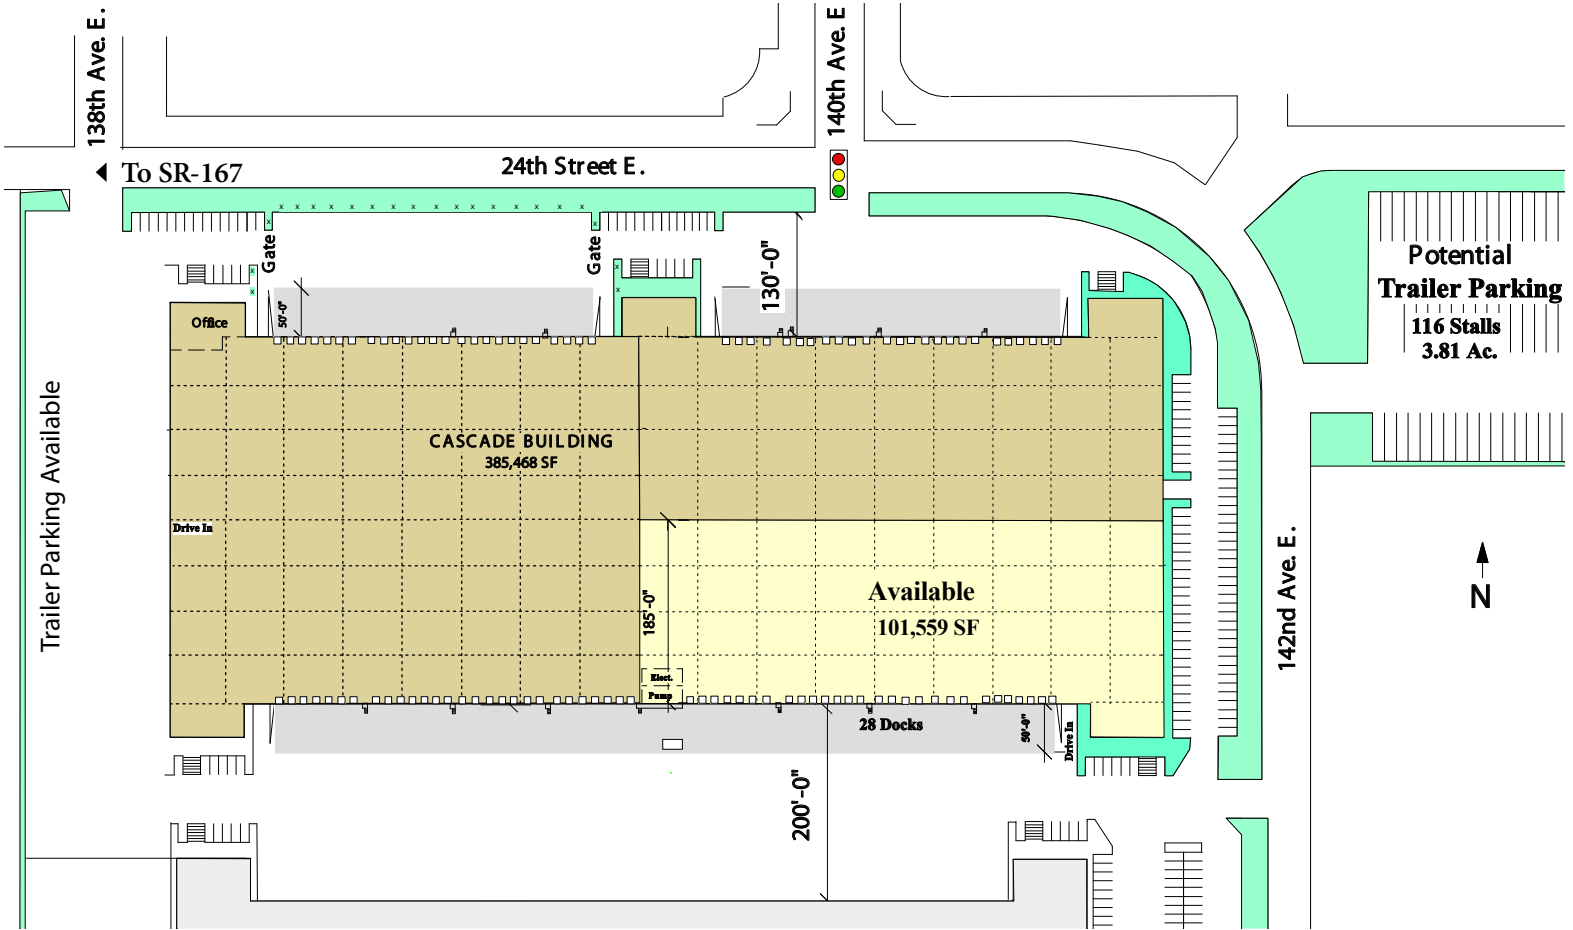 138th Ave. E.
140th Ave. E
To SR-167
24th Street E.
Gate
Gate
130'-0"
Potential
Trailer Parking
116 Stalls
3.81 Ac.
50'-0"
Office
Trailer Parking Available
CASCADE BUILDING
385,468 SF
Drive In
142nd Ave. E.
N
185'-0"
Available
101,559 SF
Elect.
Pump
28 Docks
50'-0"
Drive In
200'-0"